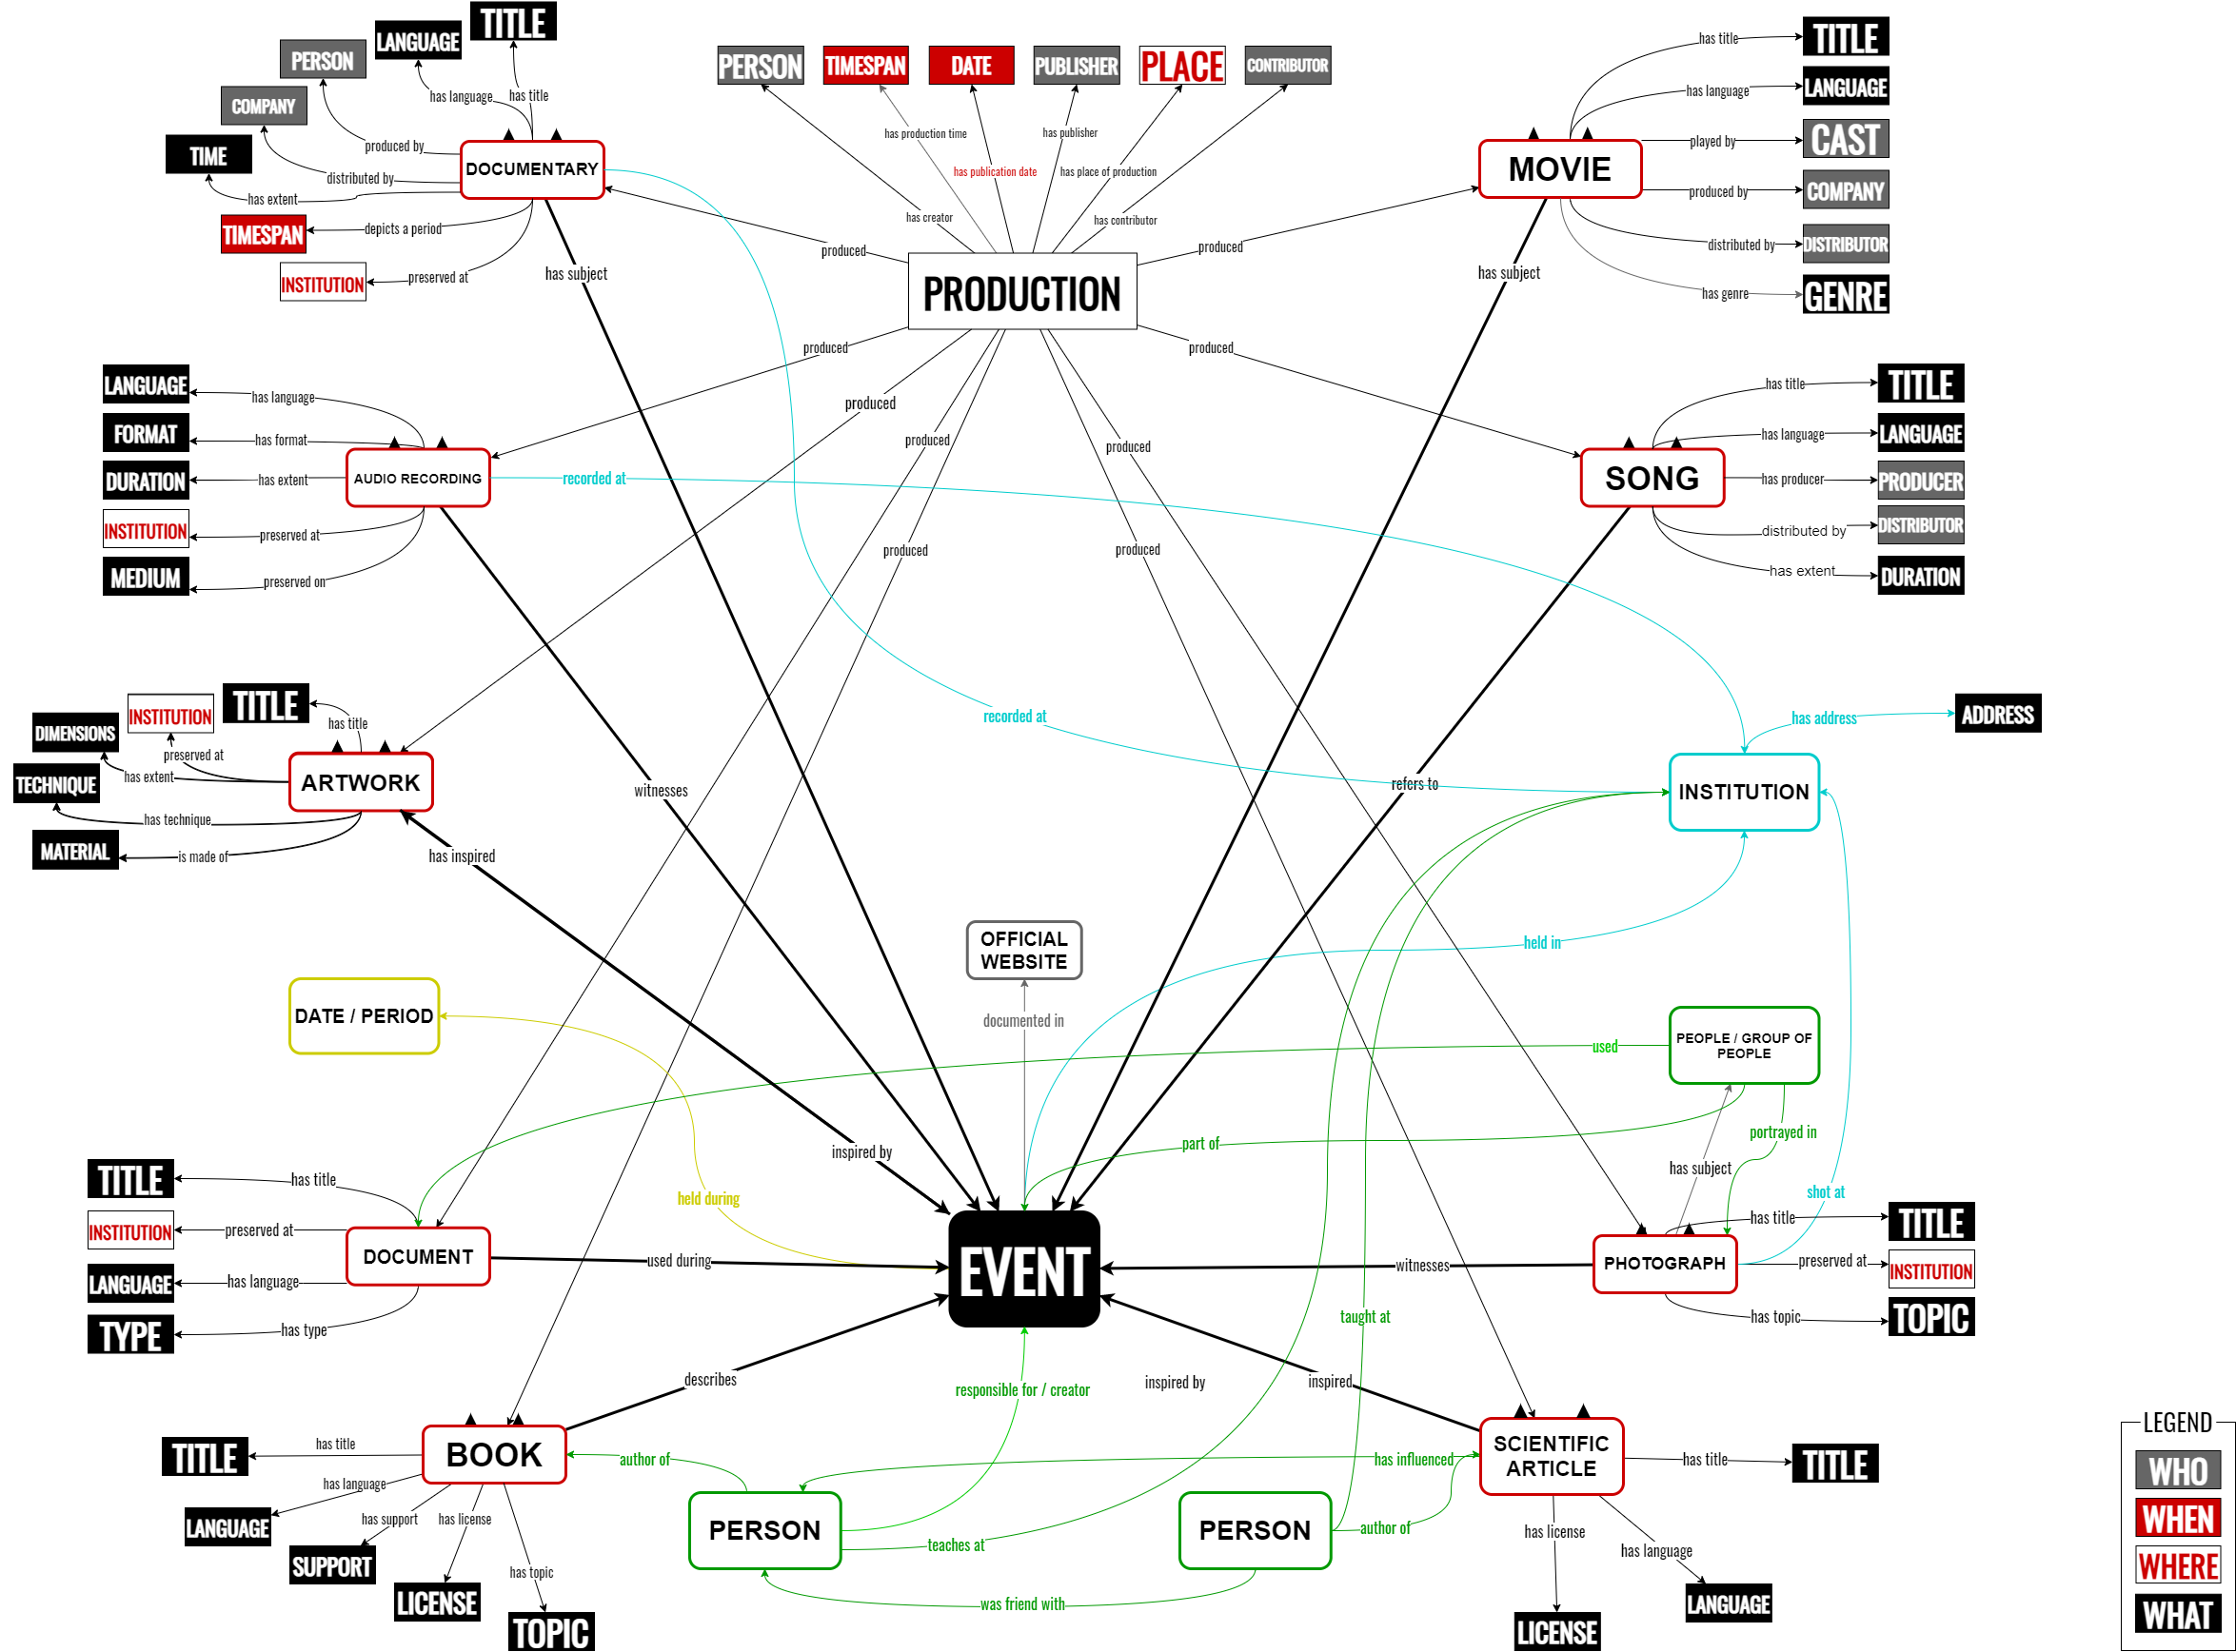 TITLE
LANGUAGE
PERSON
COMPANY
TIME
has language
has title
produced by
distributed by
has extent
DOCUMENTARY
TIMESPAN
depicts a period
INSTITUTION
preserved at
has subject
PERSON
TIMESPAN
DATE
PUBLISHER
PLACE
CONTRIBUTOR
has production time
has publisher
has publication date
has place of production
has creator
has contributor
produced
produced
PRODUCTION
has title
TITLE
has language
LANGUAGE
played by
CAST
MOVIE
produced by
COMPANY
distributed by
DISTRIBUTOR
has genre
GENRE
has subject
produced
produced
produced
produced
produced
produced
produced
LANGUAGE
has language
FORMAT
has format
DURATION
has extent
AUDIO RECORDING
recorded at
INSTITUTION
preserved at
MEDIUM
preserved on
has title
TITLE
has language
LANGUAGE
SONG
has producer
PRODUCER
distributed by
DISTRIBUTOR
has extent
DURATION
TITLE
INSTITUTION
DIMENSIONS
has title
preserved at
has extent
TECHNIQUE
ARTWORK
has technique
MATERIAL
is made of
has inspired
witnesses
recorded at
refers to
has address
ADDRESS
INSTITUTION
held in
OFFICIAL
WEBSITE
documented in
DATE / PERIOD
used
PEOPLE / GROUP OF
PEOPLE
part of
portrayed in
inspired by
has subject
shot at
held during
TITLE
has title
INSTITUTION
preserved at
DOCUMENT
used during
LANGUAGE
has language
TYPE
has type
EVENT
witnesses
PHOTOGRAPH
has title
TITLE
preserved at
INSTITUTION
has topic
TOPIC
taught at
describes
responsible for / creator
inspired by
inspired
TITLE
has title
BOOK
has language
LANGUAGE
has support
SUPPORT
has license
LICENSE
has topic
TOPIC
author of
has influenced
SCIENTIFIC
ARTICLE
has title
TITLE
PERSON
teaches at
PERSON
author of
was friend with
has license
LICENSE
has language
LANGUAGE
LEGEND
WHO
WHEN
WHERE
WHAT